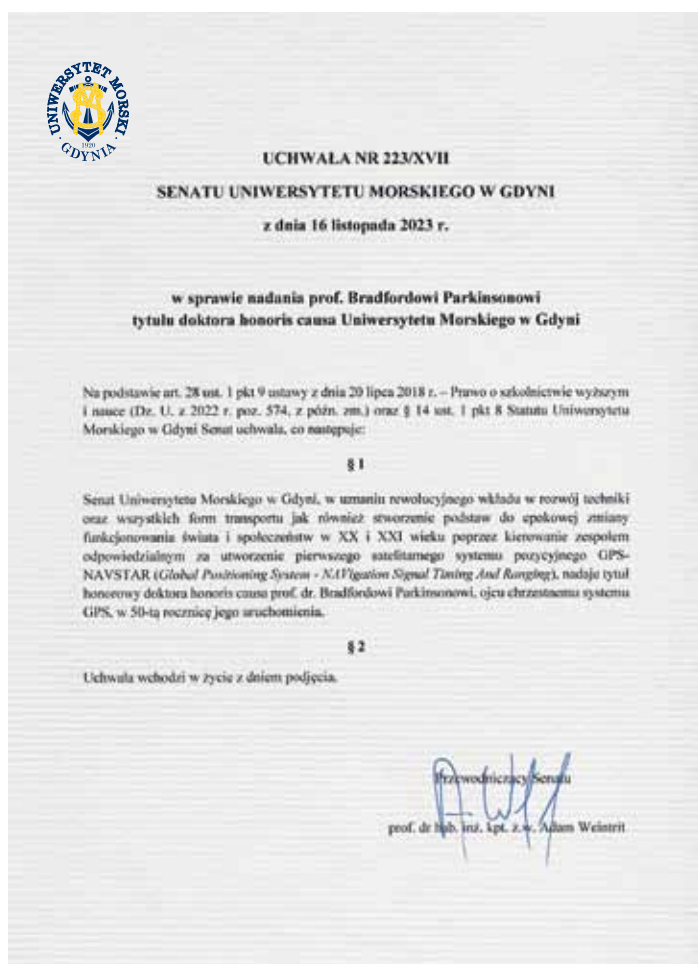 UNIWERSYTET MORSKI
1920
· GDYNIA ·
UCHWAŁA NR 223/XVII
SENATU UNIWERSYTETU MORSKIEGO W GDYNI
z dnia 16 listopada 2023 r.
w sprawie nadania prof. Bradfordowi Parkinsonowi
tytułu doktora honoris causa Uniwersytetu Morskiego w Gdyni
Na podstawie art. 28 ust. 1 pkt 9 ustawy z dnia 20 lipca 2018 r. – Prawo o szkolnictwie wyższym
i nauce (Dz. U. z 2022 r. poz. 574, z późn. zm.) oraz § 14 ust. 1 pkt 8 Statutu Uniwersytetu
Morskiego w Gdyni Senat uchwala, co następuje:
§ 1
Senat Uniwersytetu Morskiego w Gdyni, w uznaniu rewolucyjnego wkładu w rozwój techniki
oraz wszystkich form transportu jak również stworzenie podstaw do epokowej zmiany
funkcjonowania świata i społeczeństw w XX i XXI wieku poprzez kierowanie zespołem
odpowiedzialnym za utworzenie pierwszego satelitarnego systemu pozycyjnego GPS-
NAVSTAR (Global Positioning System - NAVigation Signal Timing And Ranging), nadaje tytuł
honorowy doktora honoris causa prof. dr. Bradfordowi Parkinsonowi, ojcu chrzestnemu systemu
GPS, w 50-tą rocznicę jego uruchomienia.
§ 2
Uchwała wchodzi w życie z dniem podjęcia.
Przewodniczący Senatu
prof. dr hab. inż. kpt. ż.w. Adam Weintrit